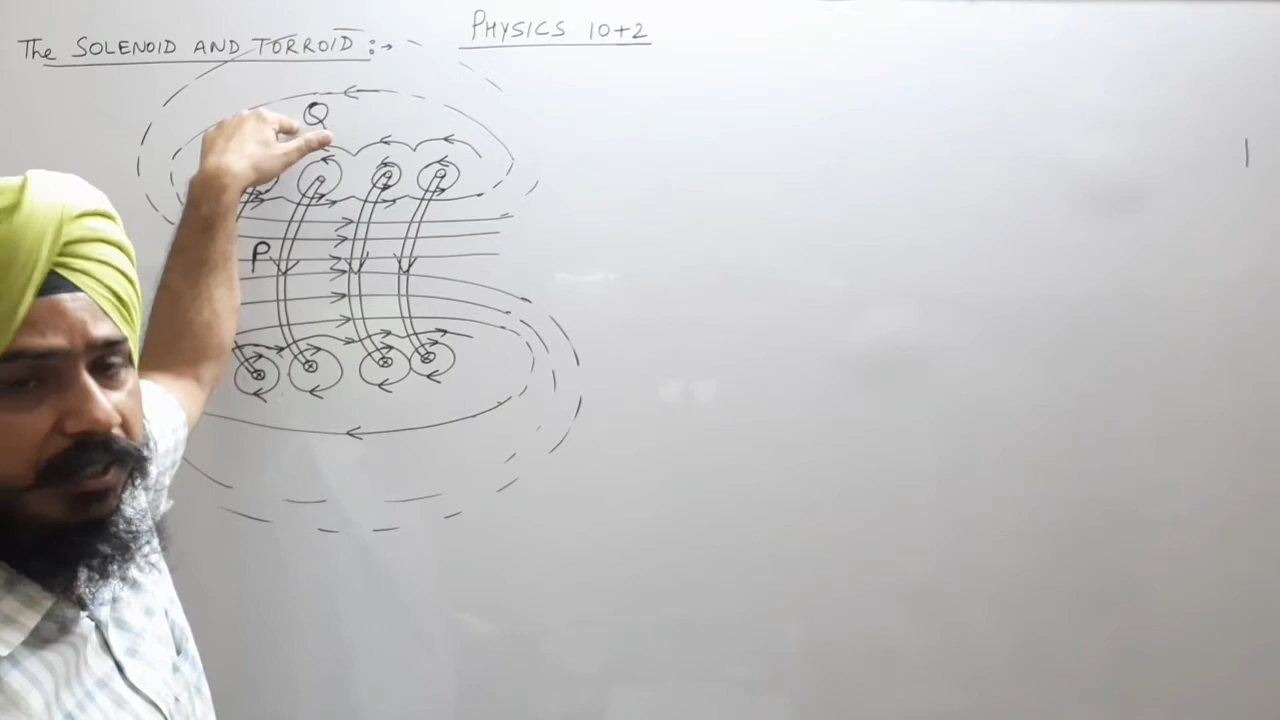 PHYSICS 10+2
The SOLENOID AND TORROID :→
Q
P